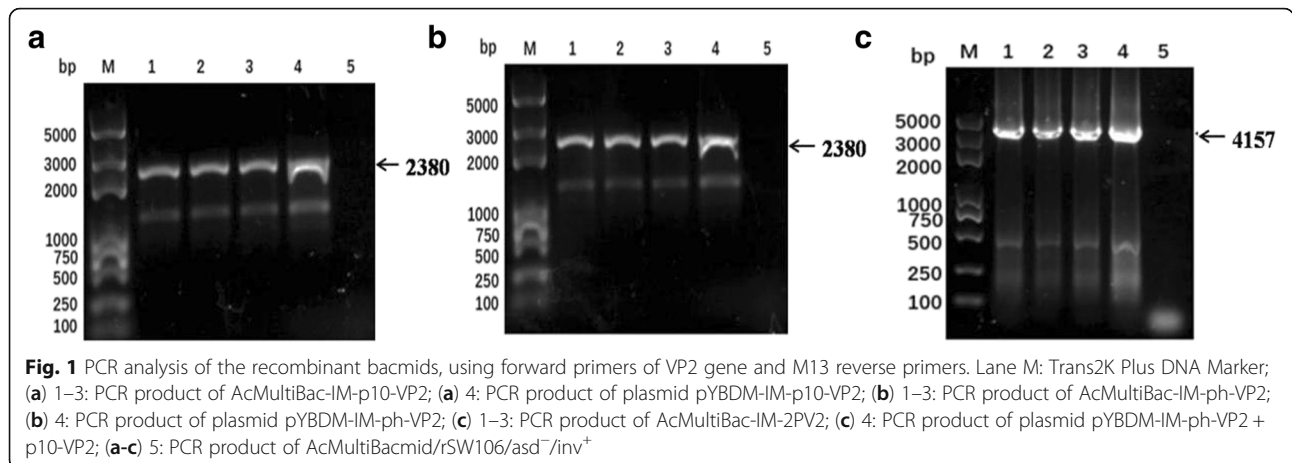 a
bp M 1 2 3 4 5
5000
3000
2000
1000
750
500
250
100
← 2380
b
bp M 1 2 3 4 5
5000
3000
2000
1000
750
500
250
100
← 2380
c
bp M 1 2 3 4 5
5000
3000
2000
1000
750
500
250
100
← 4157
Fig. 1 PCR analysis of the recombinant bacmids, using forward primers of VP2 gene and M13 reverse primers. Lane M: Trans2K Plus DNA Marker;
(a) 1–3: PCR product of AcMultiBac-IM-p10-VP2; (a) 4: PCR product of plasmid pYBDM-IM-p10-VP2; (b) 1–3: PCR product of AcMultiBac-IM-ph-VP2;
(b) 4: PCR product of plasmid pYBDM-IM-ph-VP2; (c) 1–3: PCR product of AcMultiBac-IM-2PV2; (c) 4: PCR product of plasmid pYBDM-IM-ph-VP2 +
p10-VP2; (a-c) 5: PCR product of AcMultiBacmid/rSW106/asd⁻/inv⁺